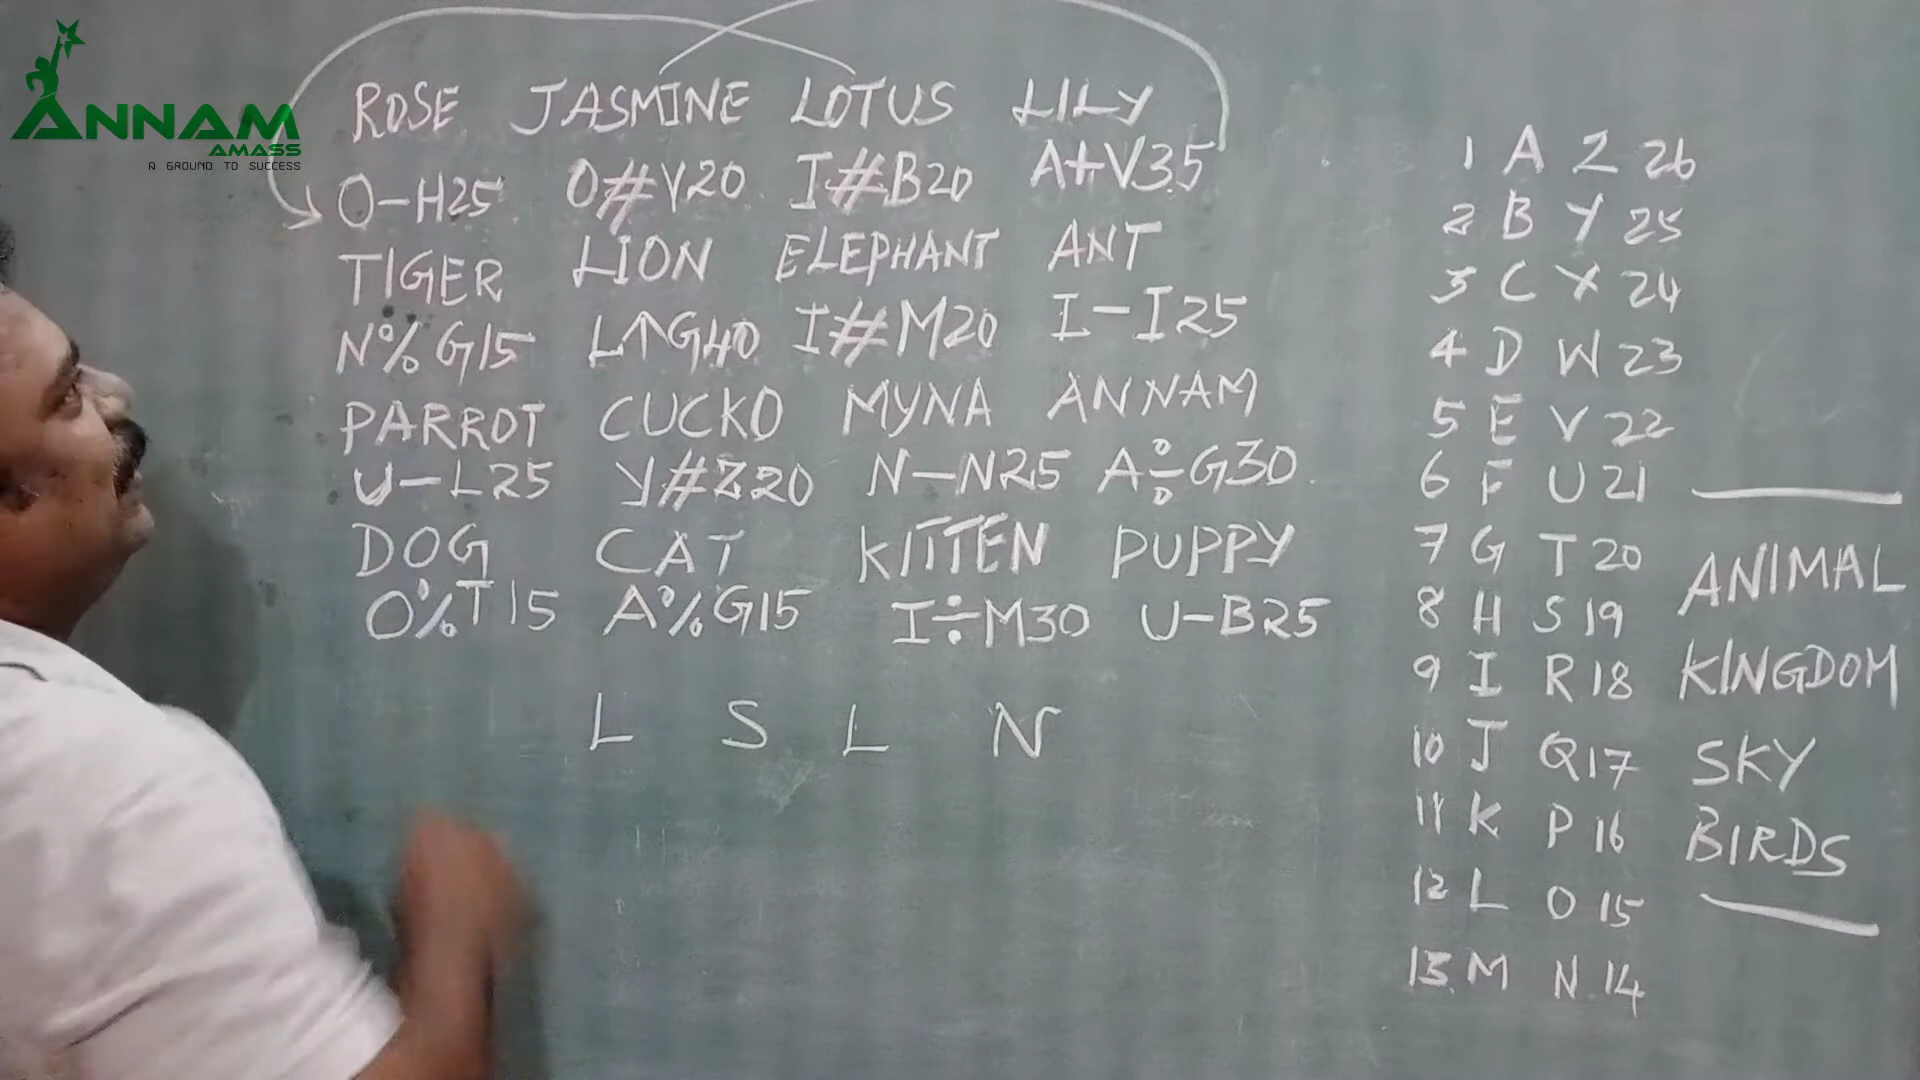 ANNAM
AMASS
A GROUND TO SUCCESS
ROSE JASMINE LOTUS LILY
O-H25 O#V20 I#B20 A+V35
TIGER LION ELEPHANT ANT
N%G15 L↑G40 I#M20 I-I25
PARROT CUCKO MYNA ANNAM
U-L25 Y#Z20 N-N25 A÷G30
DOG CAT KITTEN PUPPY
O%T15 A%G15 I÷M30 U-B25
L S L N
1 A Z 26
2 B Y 25
3 C X 24
4 D W 23
5 E V 22
6 F U 21
7 G T 20
8 H S 19
9 I R 18
10 J Q 17
11 K P 16
12 L O 15
13 M N 14
ANIMAL
KINGDOM
SKY
BIRDS